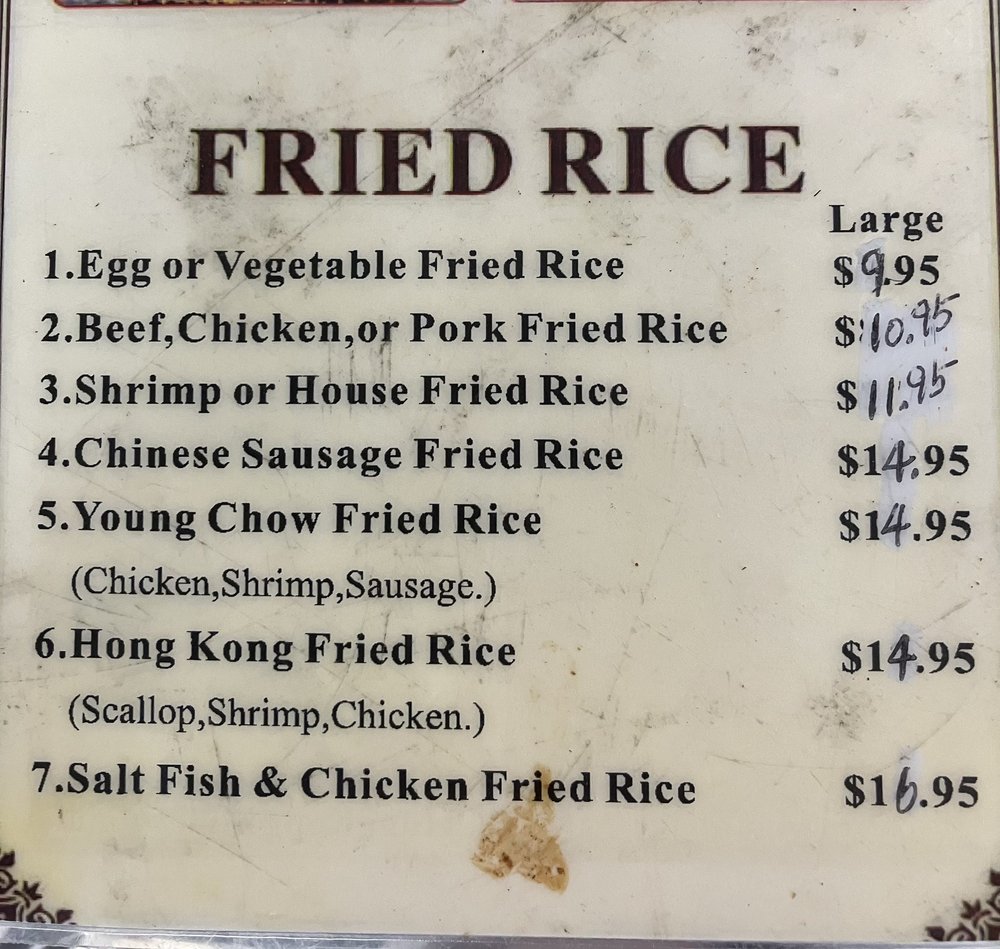 FRIED RICE
Large
1.Egg or Vegetable Fried Rice $9.95
2.Beef,Chicken,or Pork Fried Rice $10.95
3.Shrimp or House Fried Rice $11.95
4.Chinese Sausage Fried Rice $14.95
5.Young Chow Fried Rice $14.95
(Chicken,Shrimp,Sausage.)
6.Hong Kong Fried Rice $14.95
(Scallop,Shrimp,Chicken.)
7.Salt Fish & Chicken Fried Rice $16.95